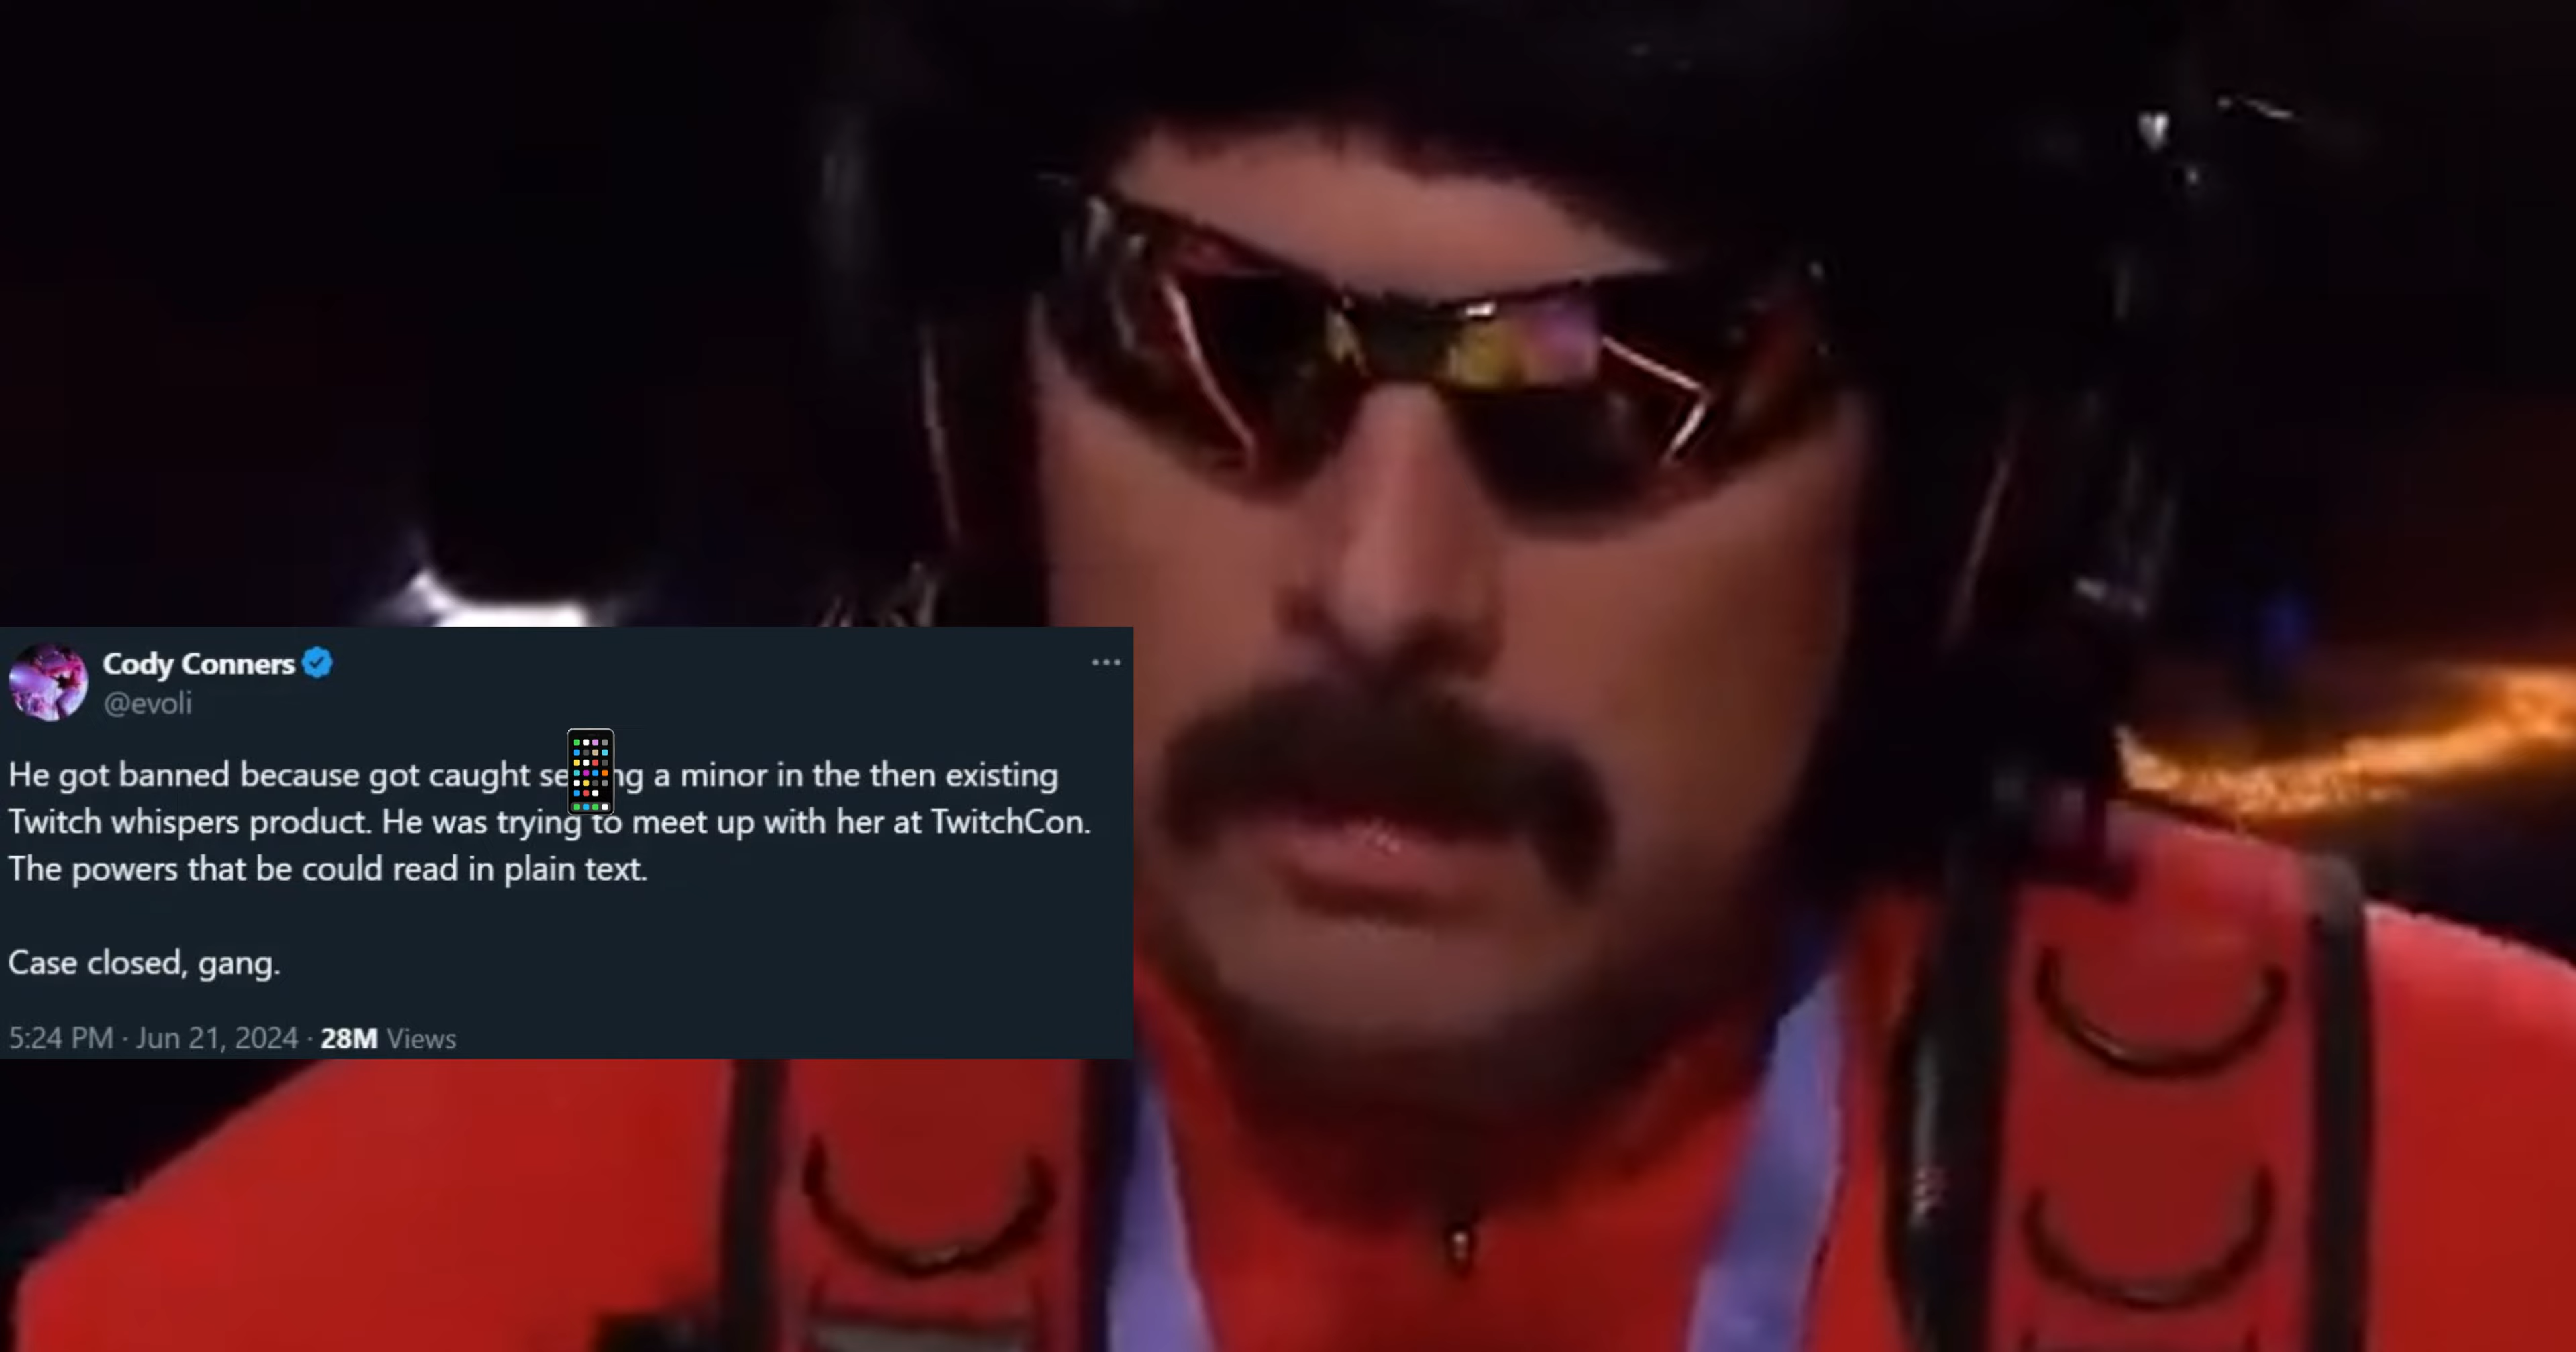 Cody Conners
@evoli
He got banned because got caught se ng a minor in the then existing
Twitch whispers product. He was trying to meet up with her at TwitchCon.
The powers that be could read in plain text.
Case closed, gang.
5:24 PM · Jun 21, 2024 · 28M Views